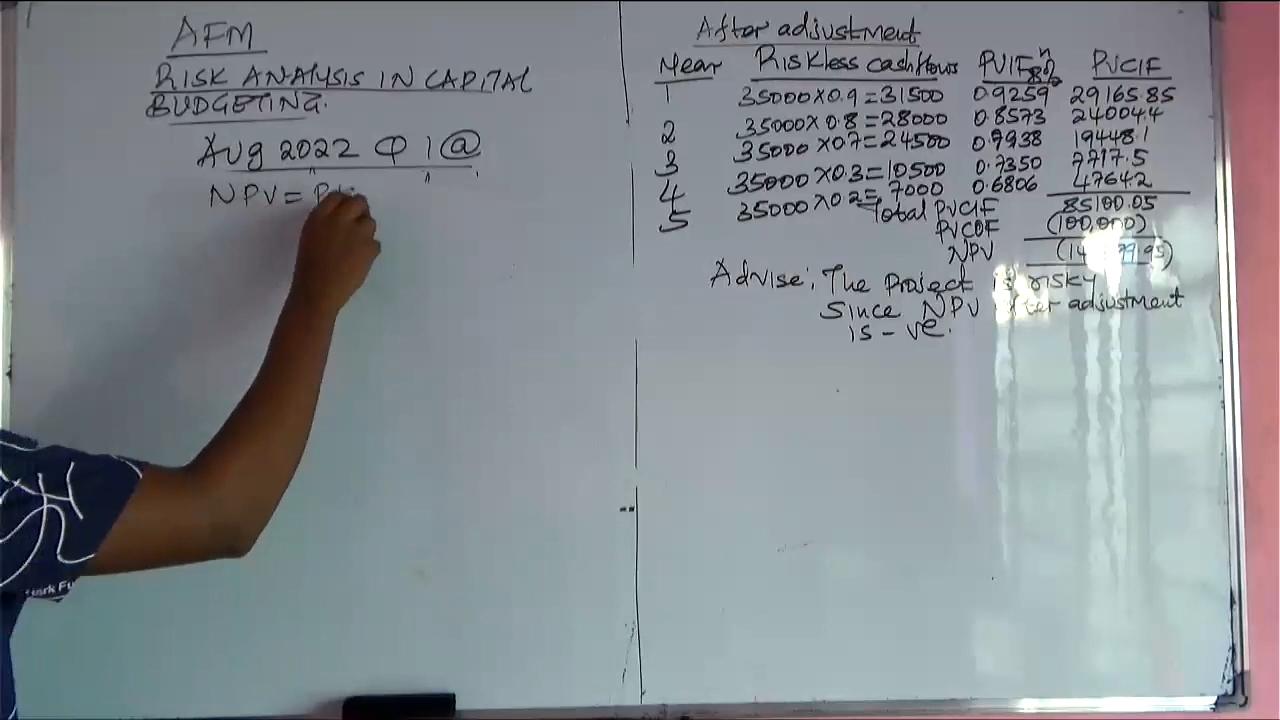 AFM
RISK ANALYSIS IN CAPITAL
BUDGETING.
Aug 2022 Q 1 @
NPV =
After adjustment
Year Riskless cashflows PVIF n 8% PVCIF
1 35000 x 0.9 = 31500 0.9259 29165.85
2 35000 x 0.8 = 28000 0.8573 24004.4
3 35000 x 0.7 = 24500 0.7938 19448.1
4 35000 x 0.3 = 10500 0.7350 7717.5
5 35000 x 0.2 = 7000 0.6806 4764.2
Total PVCIF 85100.05
PVCOF (100,000)
NPV
Advise: The Project is risky
Since NPV after adjustment
is -ve.